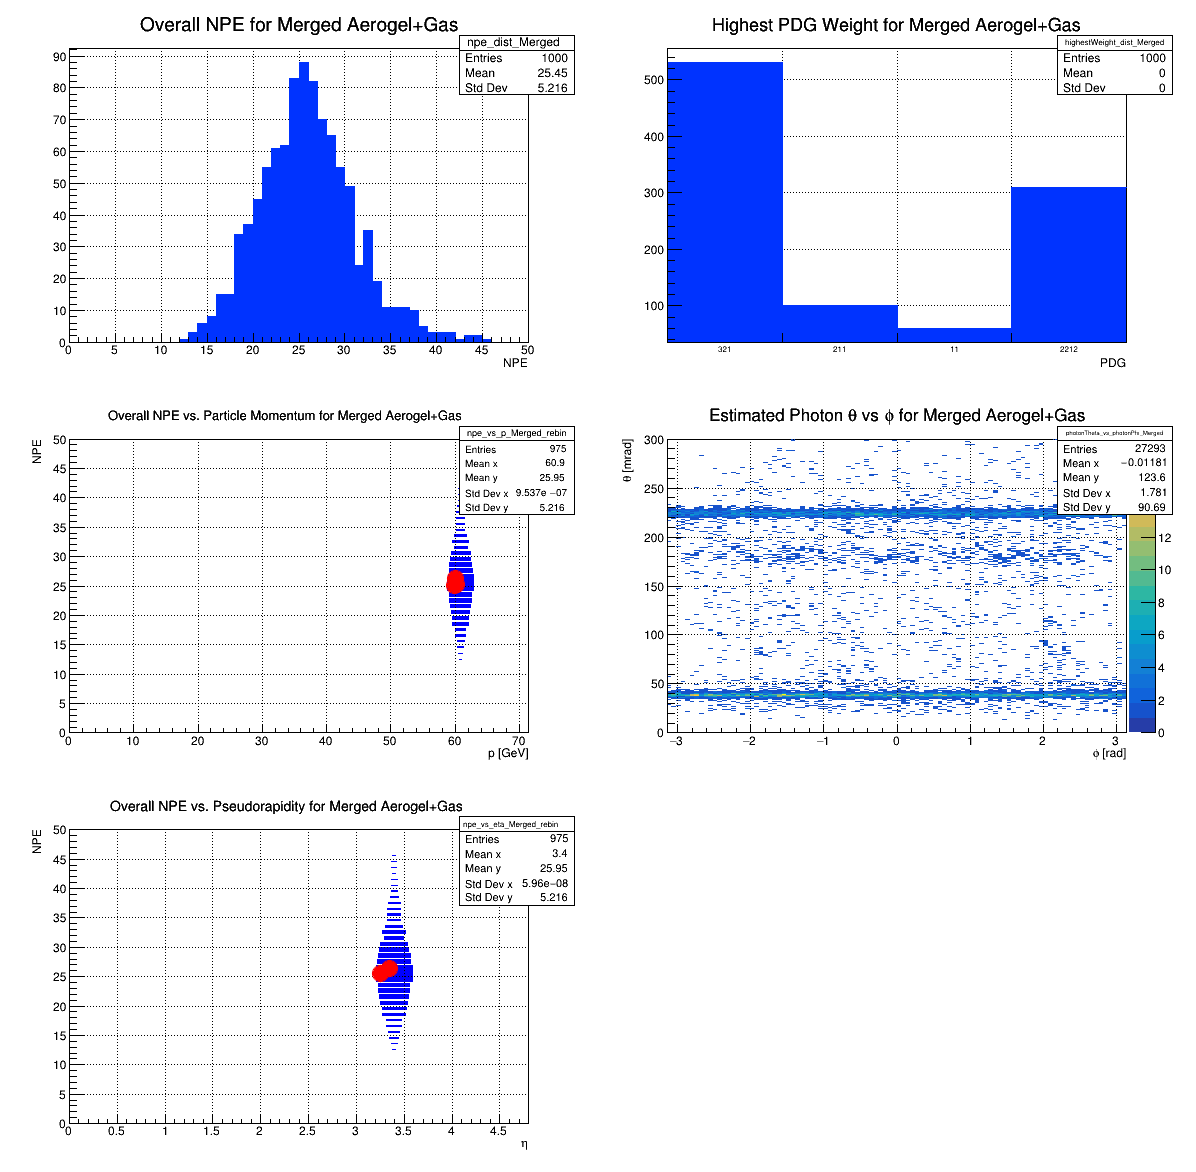 Overall NPE for Merged Aerogel+Gas
npe_dist_Merged
Entries 1000
Mean 25.45
Std Dev 5.216
90
80
70
60
50
40
30
20
10
0
0 5 10 15 20 25 30 35 40 45 50
NPE
Highest PDG Weight for Merged Aerogel+Gas
highestWeight_dist_Merged
Entries 1000
Mean 0
Std Dev 0
500
400
300
200
100
321 211 11 2212
PDG
Overall NPE vs. Particle Momentum for Merged Aerogel+Gas
npe_vs_p_Merged_rebin
Entries 975
Mean x 60.9
Mean y 25.95
Std Dev x 9.537e −07
Std Dev y 5.216
NPE
50
45
40
35
30
25
20
15
10
5
0
0 10 20 30 40 50 60 70
p [GeV]
Estimated Photon θ vs ϕ for Merged Aerogel+Gas
photonTheta_vs_photonPhi_Merged
Entries 27293
Mean x −0.01181
Mean y 123.6
Std Dev x 1.781
Std Dev y 90.69
θ [mrad]
300
250
200
150
100
50
0
−3 −2 −1 0 1 2 3
ϕ [rad]
12
10
8
6
4
2
0
Overall NPE vs. Pseudorapidity for Merged Aerogel+Gas
npe_vs_eta_Merged_rebin
Entries 975
Mean x 3.4
Mean y 25.95
Std Dev x 5.96e−08
Std Dev y 5.216
NPE
50
45
40
35
30
25
20
15
10
5
0
0 0.5 1 1.5 2 2.5 3 3.5 4 4.5
η